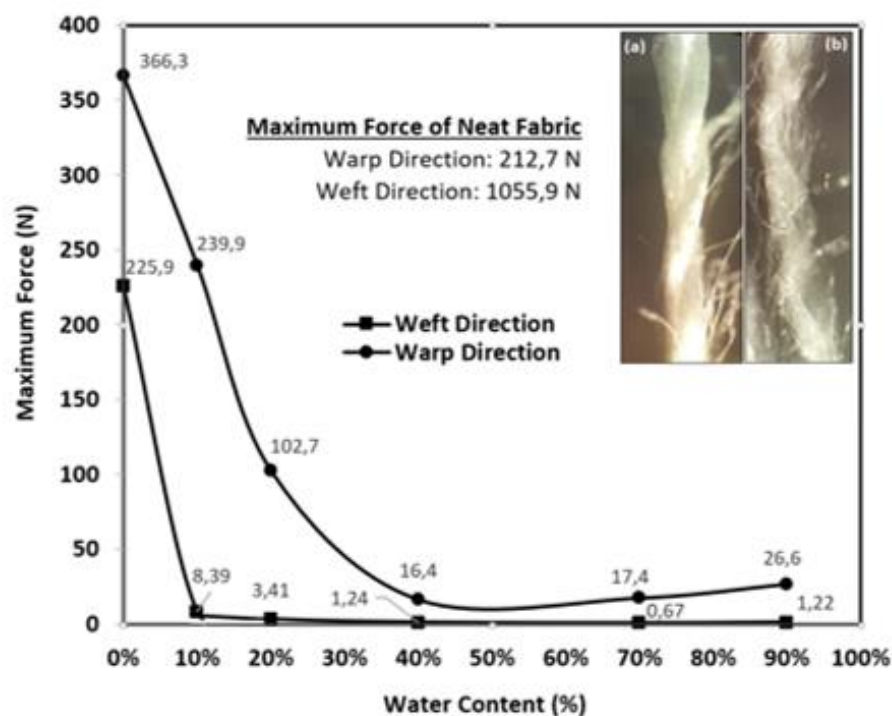 400
350
300
250
200
150
100
50
0
Maximum Force (N)
366,3
239,9
225,9
102,7
8,39
3,41
1,24
16,4
17,4
0,67
26,6
1,22
Maximum Force of Neat Fabric
Warp Direction: 212,7 N
Weft Direction: 1055,9 N
(a)
(b)
Weft Direction
Warp Direction
0% 10% 20% 30% 40% 50% 60% 70% 80% 90% 100%
Water Content (%)